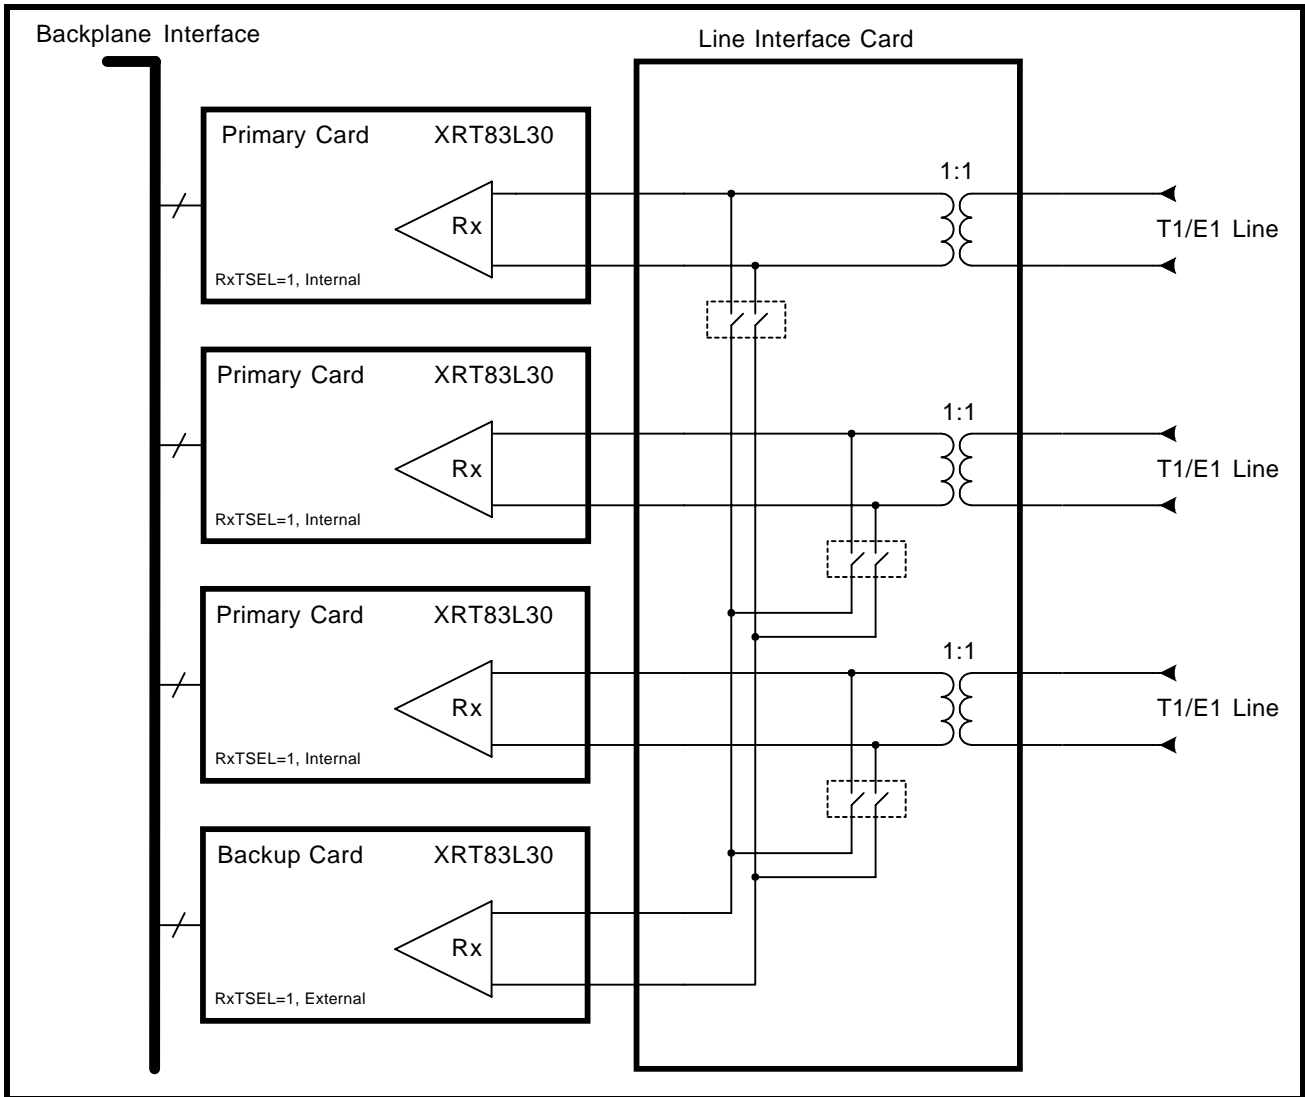 Backplane Interface
Line Interface Card
Primary Card XRT83L30
Rx
RxTSEL=1, Internal
1:1
T1/E1 Line
Primary Card XRT83L30
Rx
RxTSEL=1, Internal
1:1
T1/E1 Line
Primary Card XRT83L30
Rx
RxTSEL=1, Internal
1:1
T1/E1 Line
Backup Card XRT83L30
Rx
RxTSEL=1, External